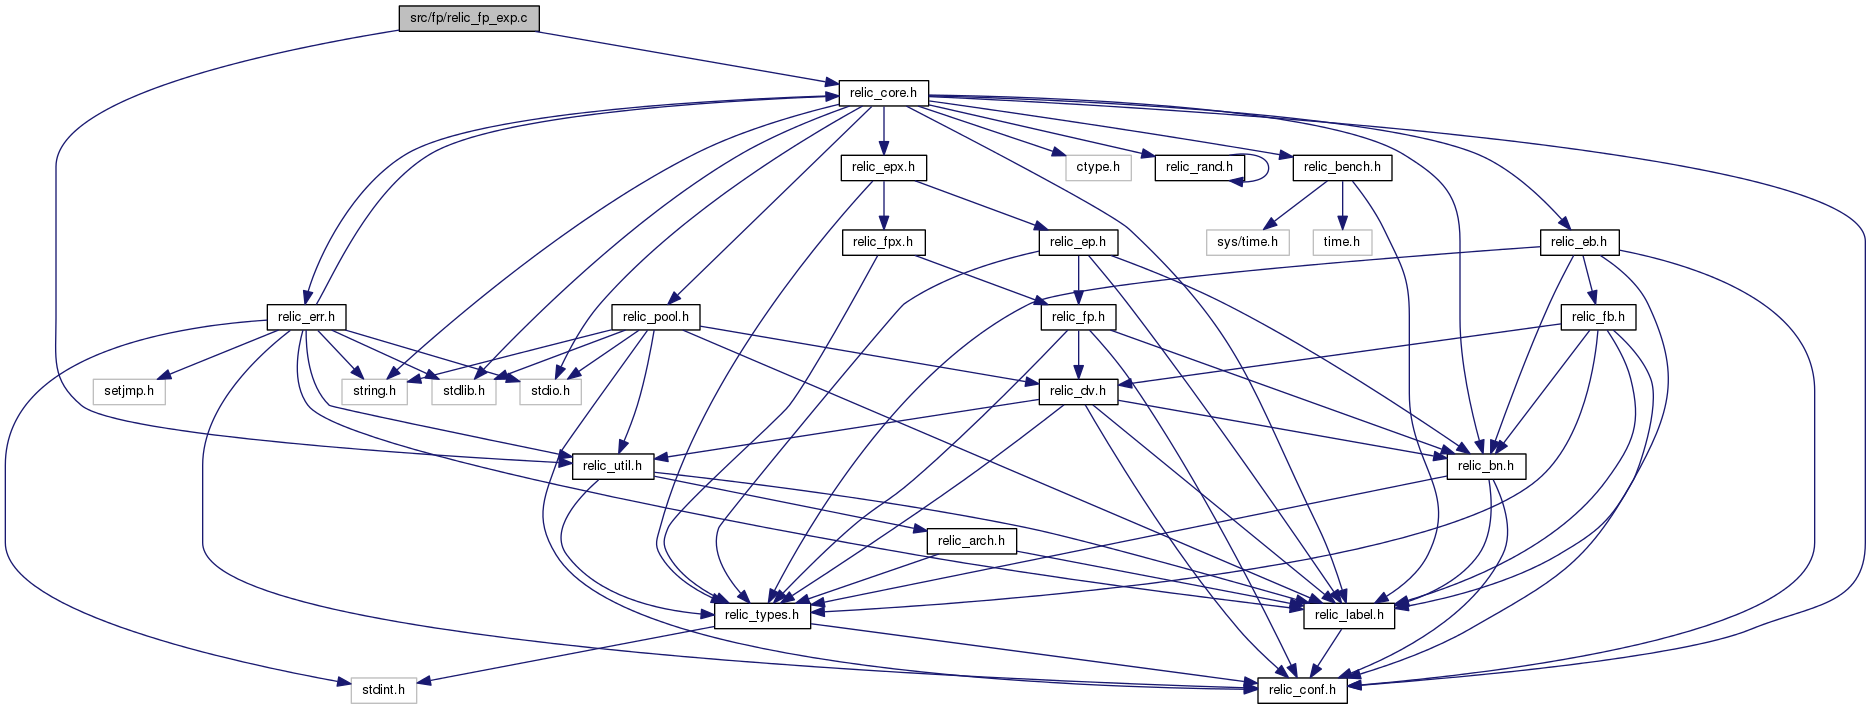 src/fp/relic_fp_exp.c
relic_core.h
relic_epx.h
ctype.h
relic_rand.h
relic_bench.h
relic_fpx.h
relic_ep.h
sys/time.h
time.h
relic_eb.h
relic_err.h
relic_pool.h
relic_fp.h
relic_fb.h
setjmp.h
string.h
stdlib.h
stdio.h
relic_dv.h
relic_util.h
relic_bn.h
relic_arch.h
relic_types.h
relic_label.h
stdint.h
relic_conf.h